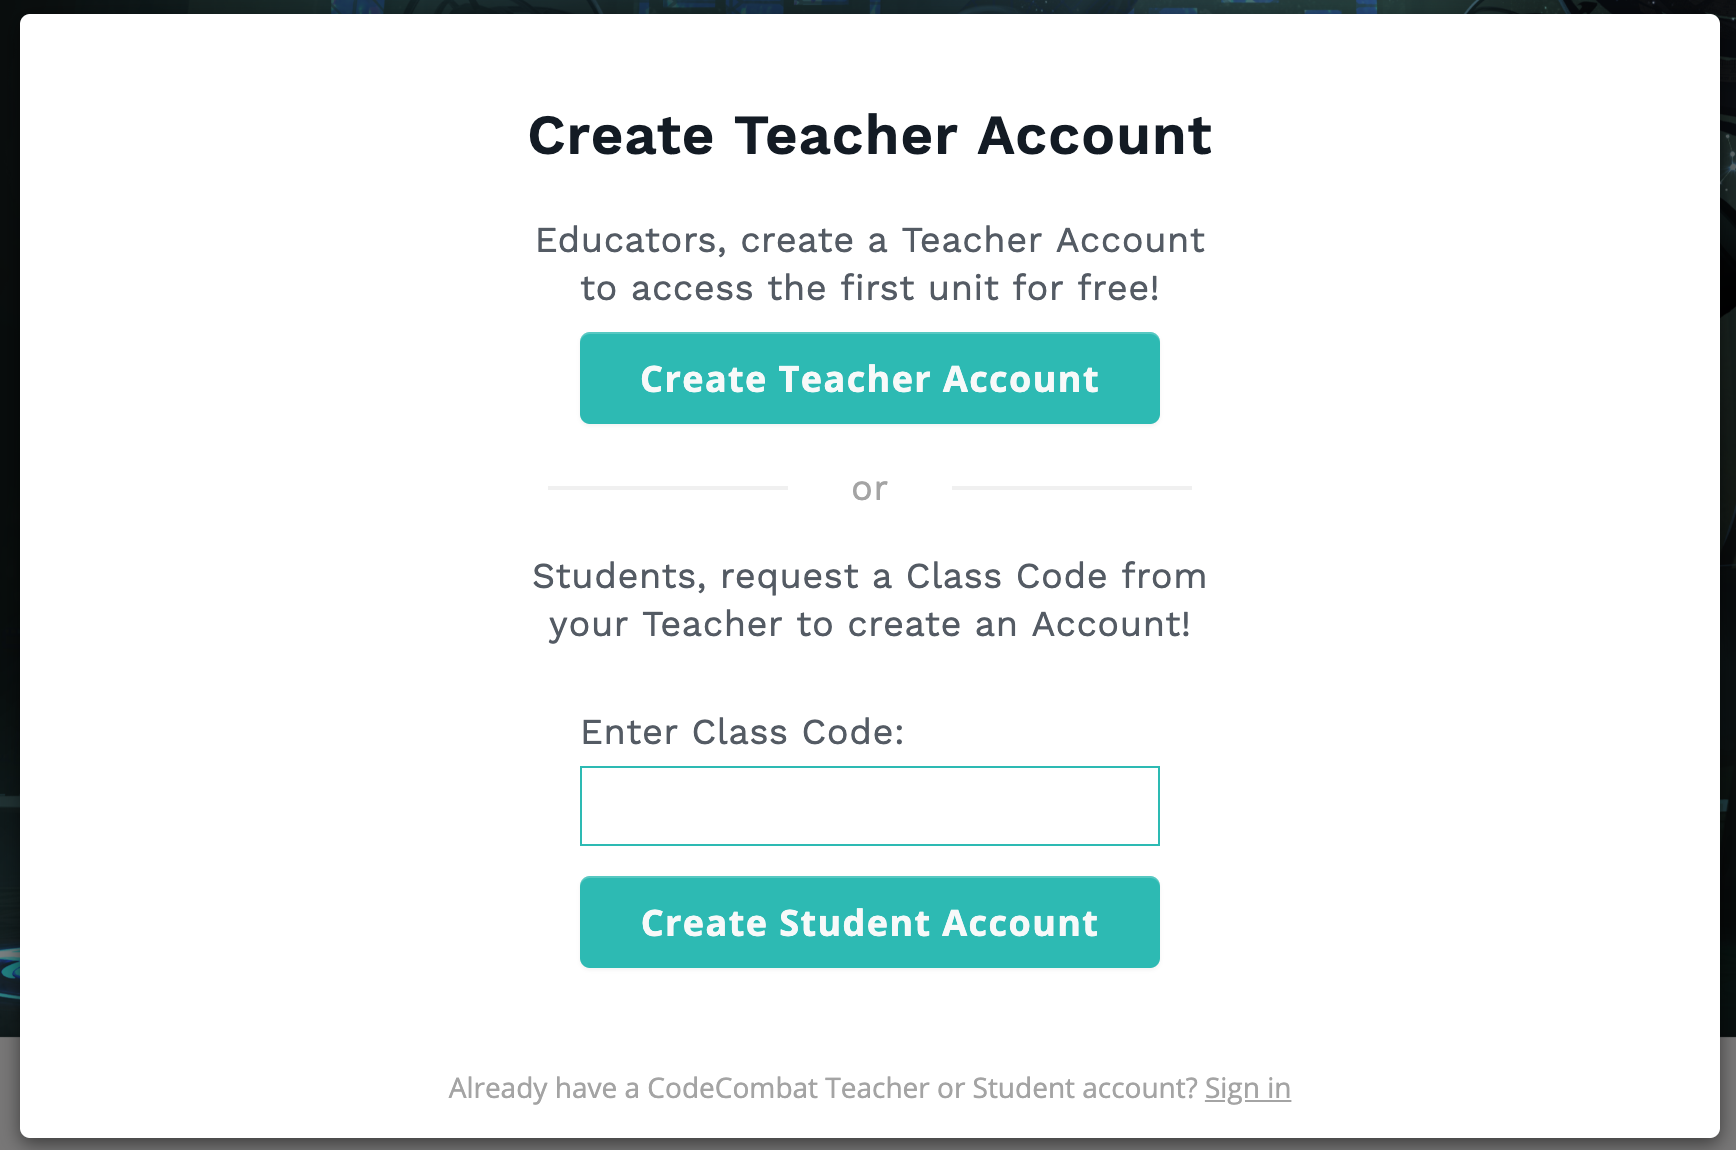 Create Teacher Account
Educators, create a Teacher Account
to access the first unit for free!
Create Teacher Account
or
Students, request a Class Code from
your Teacher to create an Account!
Enter Class Code:
Create Student Account
Already have a CodeCombat Teacher or Student account? Sign in